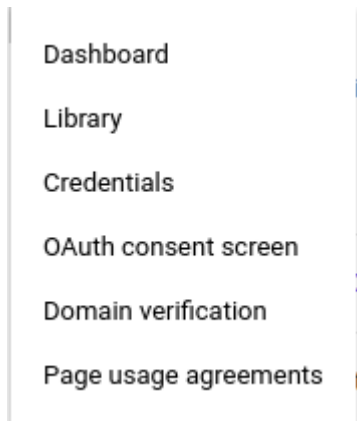 Dashboard
Library
Credentials
OAuth consent screen
Domain verification
Page usage agreements